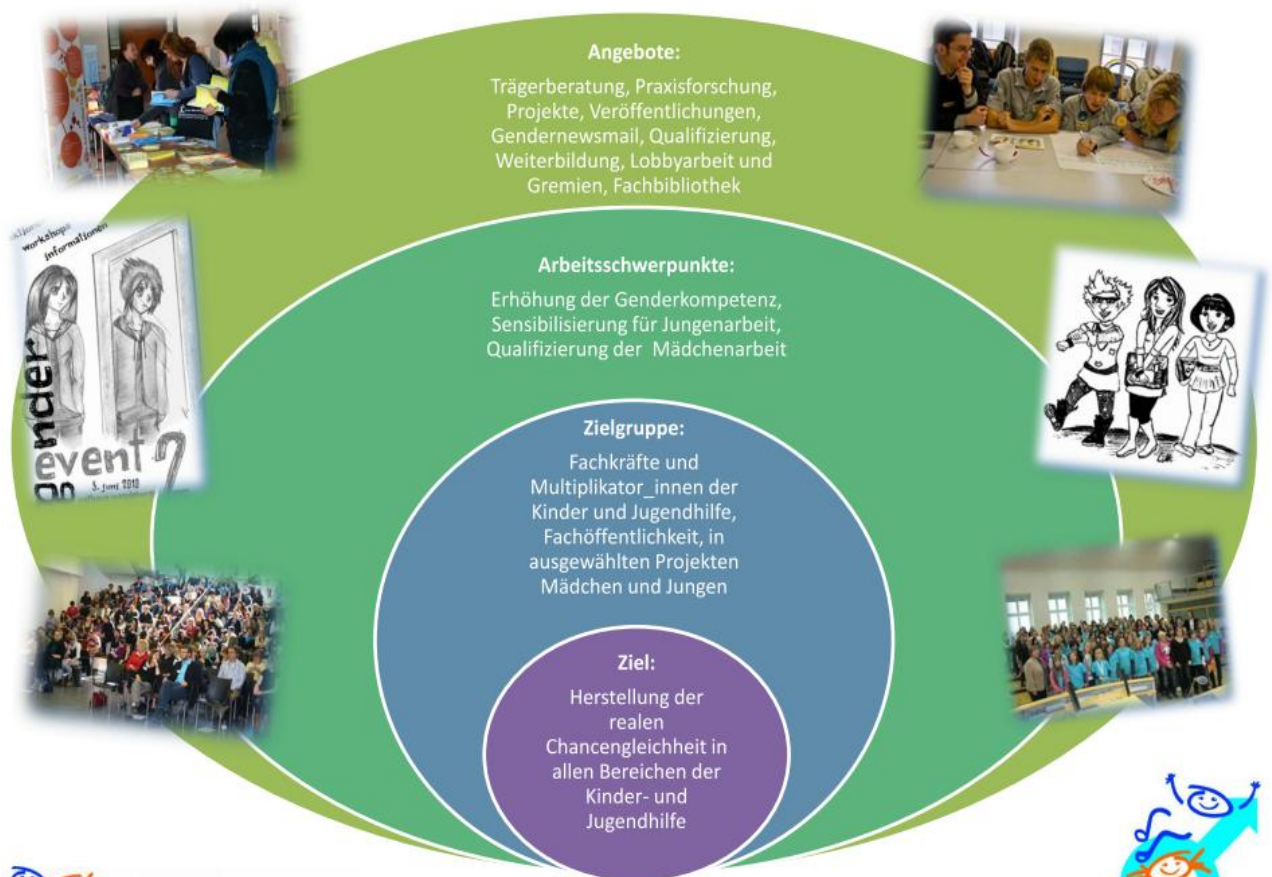 Angebote:
Trägerberatung, Praxisforschung,
Projekte, Veröffentlichungen,
Gendernewsmail, Qualifizierung,
Weiterbildung, Lobbyarbeit und
Gremien, Fachbibliothek
Arbeitsschwerpunkte:
Erhöhung der Genderkompetenz,
Sensibilisierung für Jungenarbeit,
Qualifizierung der Mädchenarbeit
workshops
informationen
gender
event ?
3. juni 2010
Zielgruppe:
Fachkräfte und
Multiplikator_innen der
Kinder und Jugendhilfe,
Fachöffentlichkeit, in
ausgewählten Projekten
Mädchen und Jungen
Ziel:
Herstellung der
realen
Chancengleichheit in
allen Bereichen der
Kinder- und
Jugendhilfe